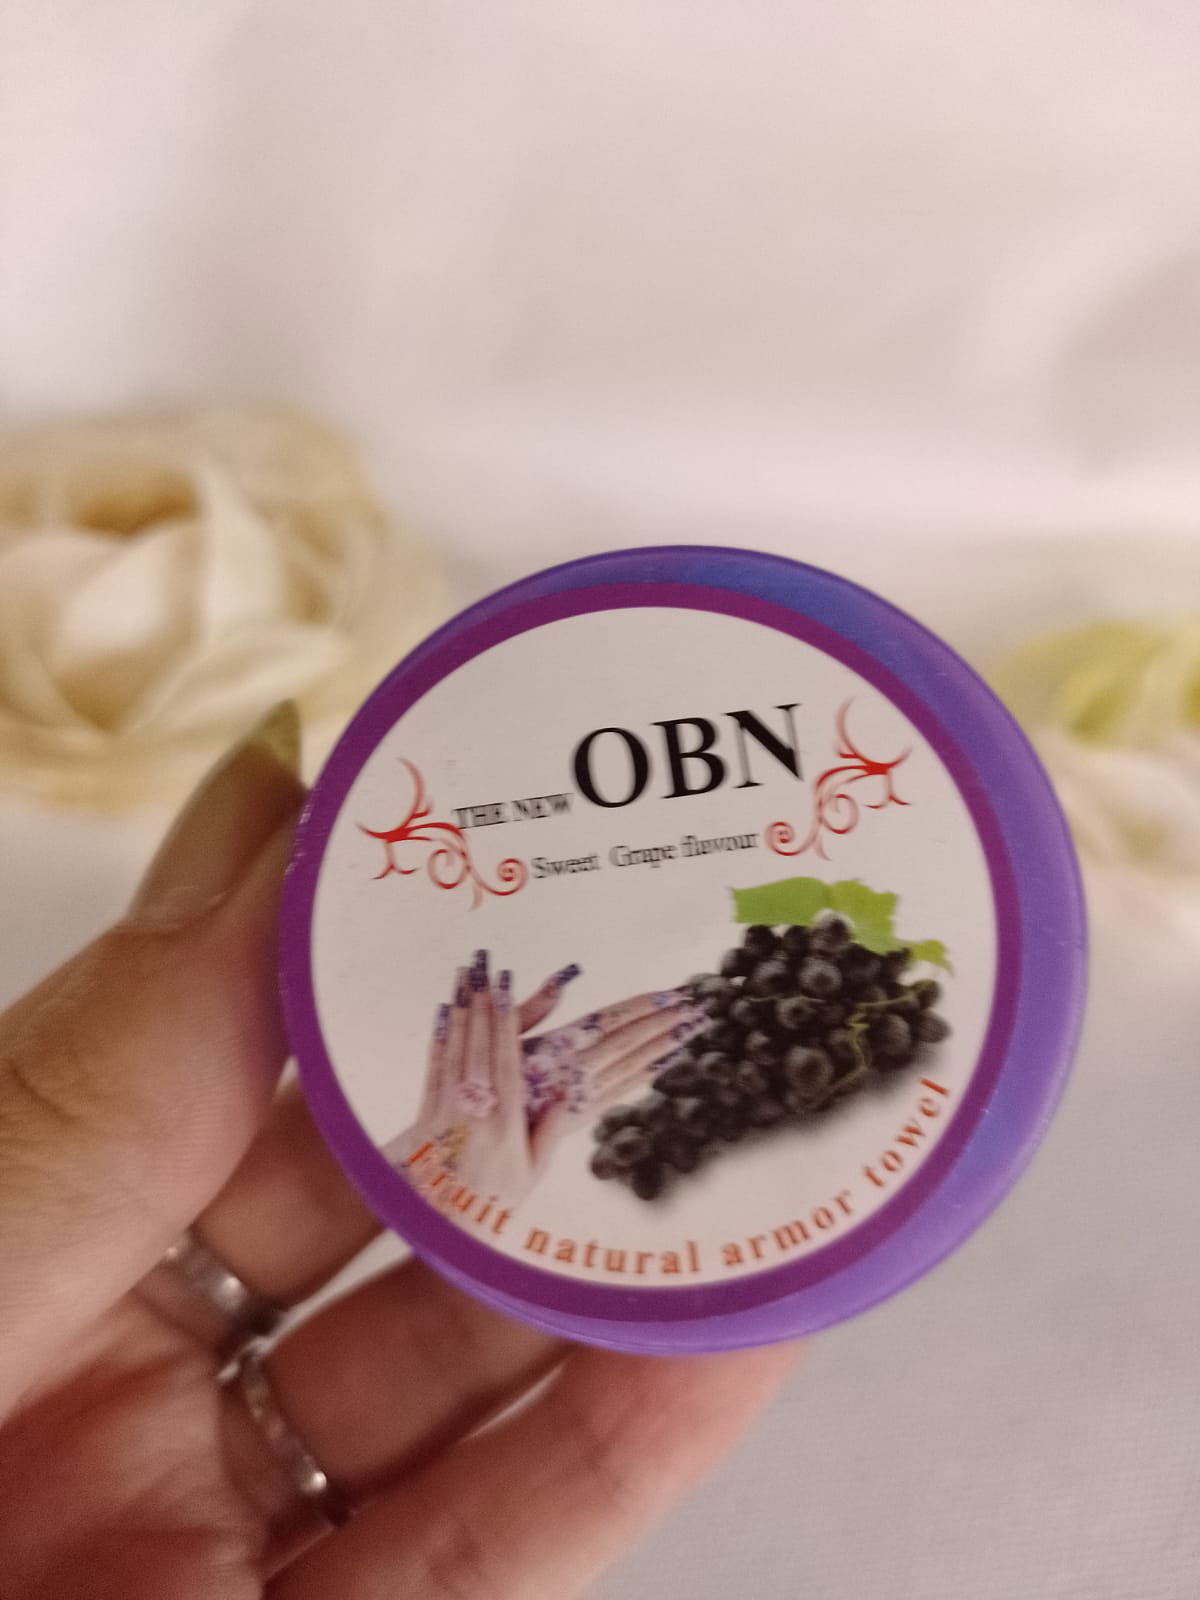 THE NEW OBN
Sweet Grape flavour
Fruit natural armor towel